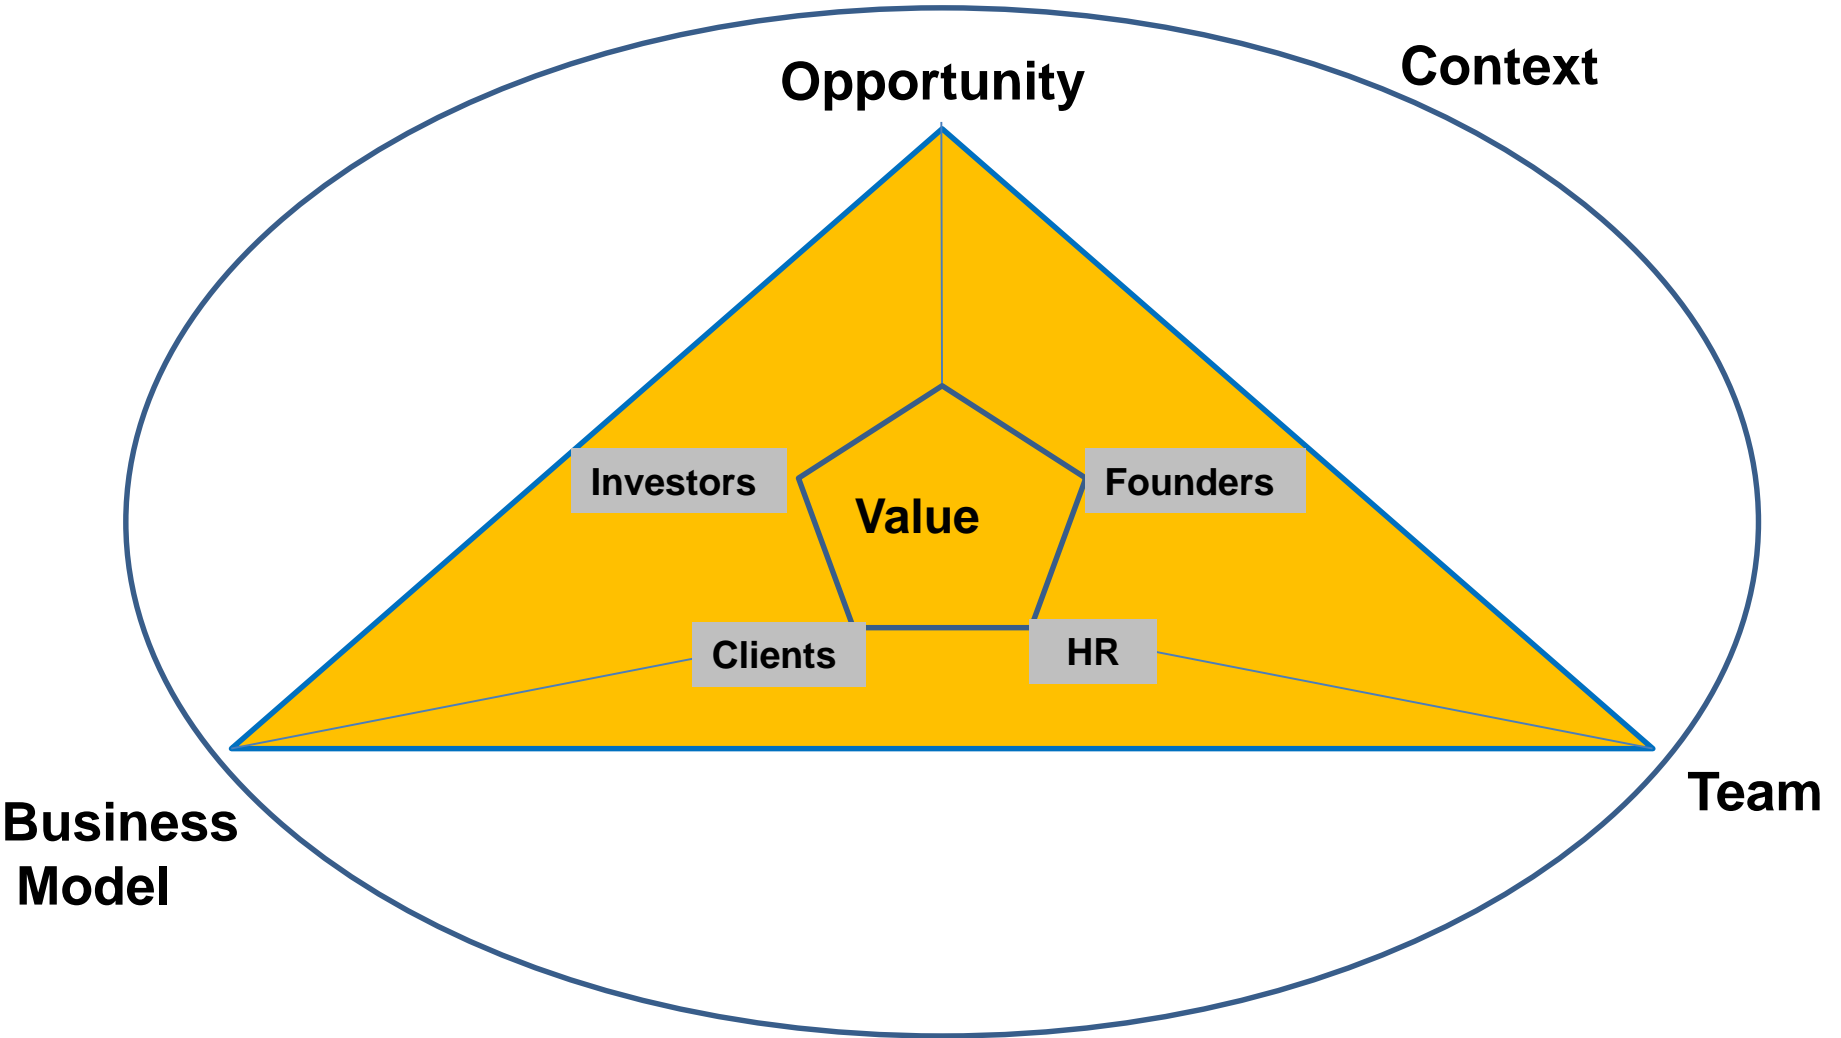 Context
Opportunity
Investors
Founders
Value
Clients
HR
Team
Business
Model